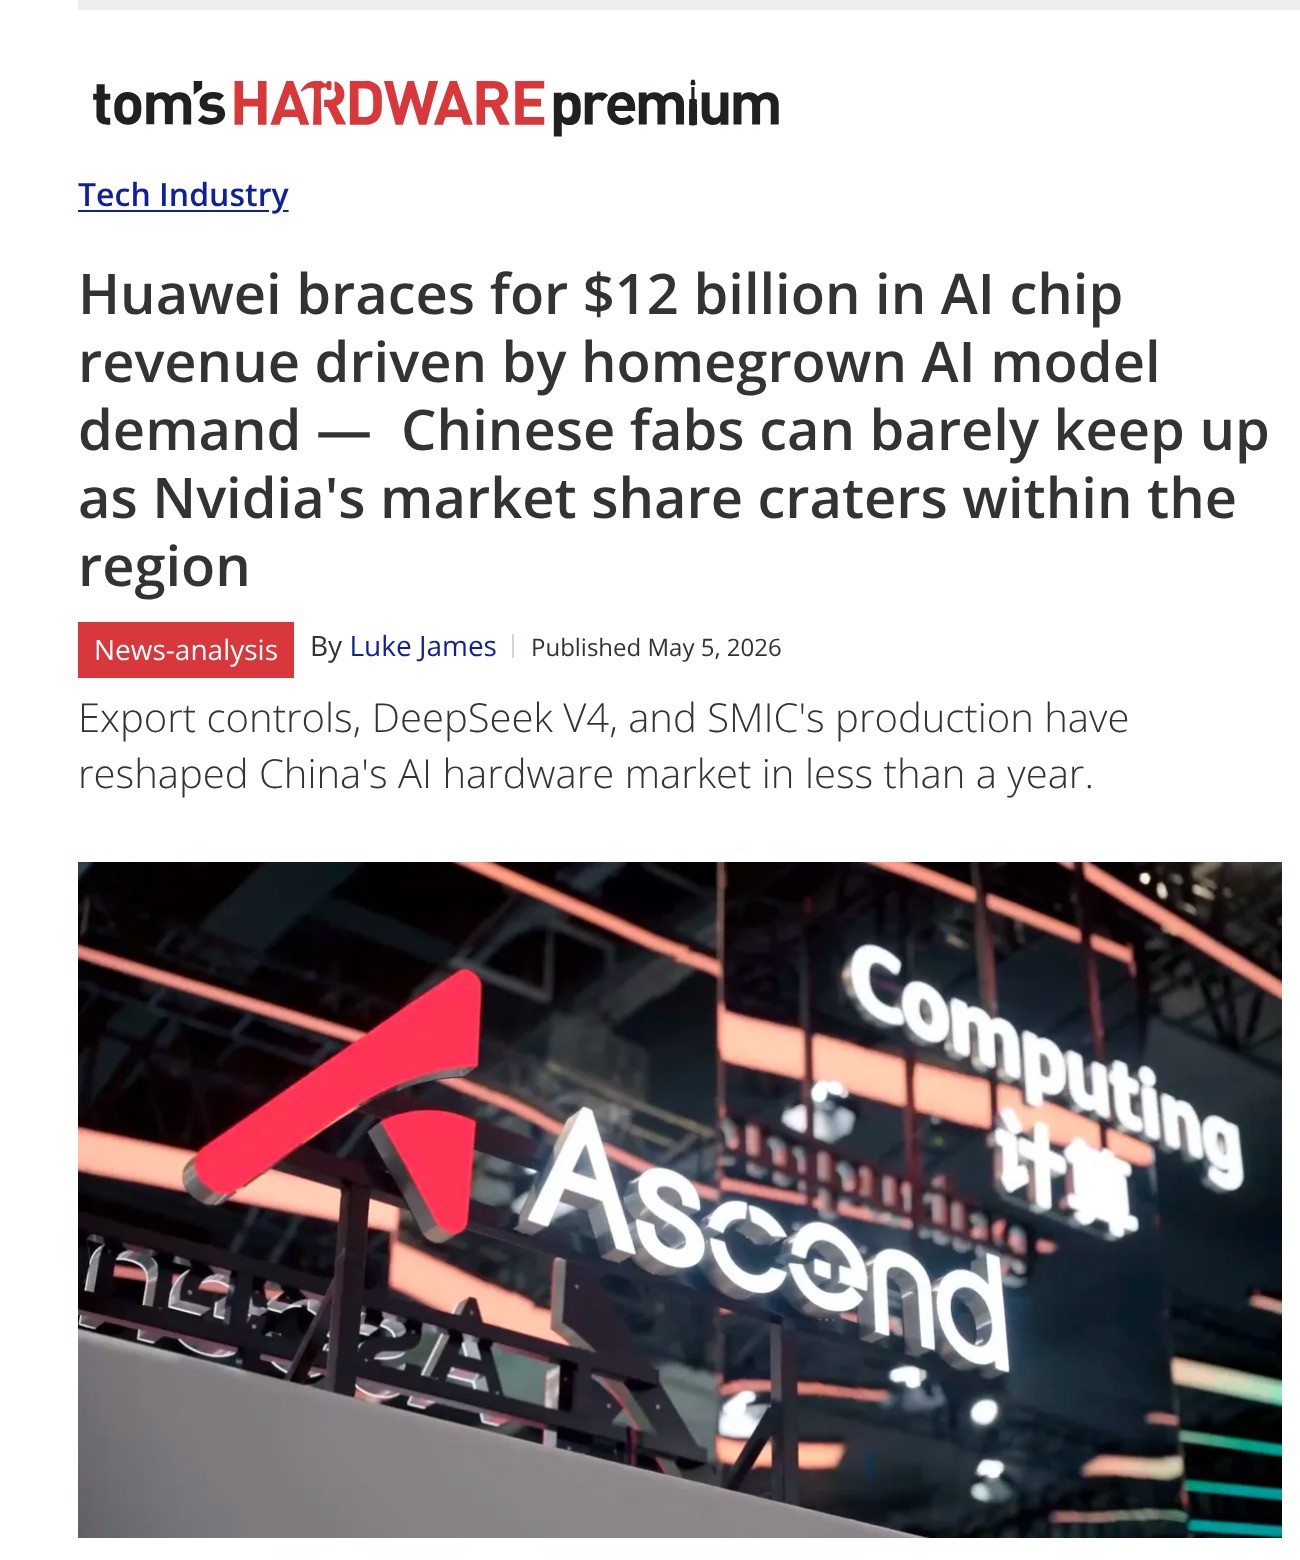 tom's HARDWARE premium
Tech Industry
Huawei braces for $12 billion in AI chip
revenue driven by homegrown AI model
demand —  Chinese fabs can barely keep up
as Nvidia's market share craters within the
region
News-analysis By Luke James | Published May 5, 2026
Export controls, DeepSeek V4, and SMIC's production have
reshaped China's AI hardware market in less than a year.
Computing
计算
Ascend